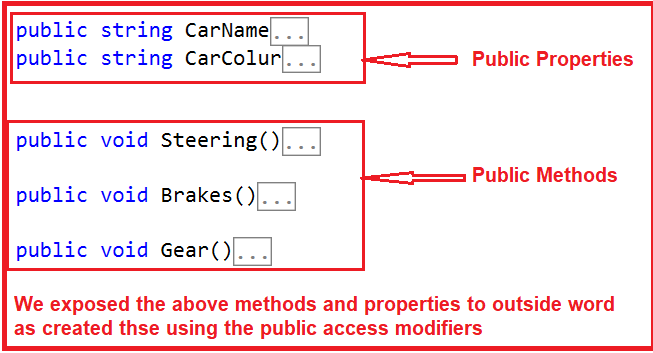 public string CarName...
public string CarColur...
Public Properties
public void Steering()...
public void Brakes()...
Public Methods
public void Gear()...
We exposed the above methods and properties to outside word
as created thse using the public access modifiers